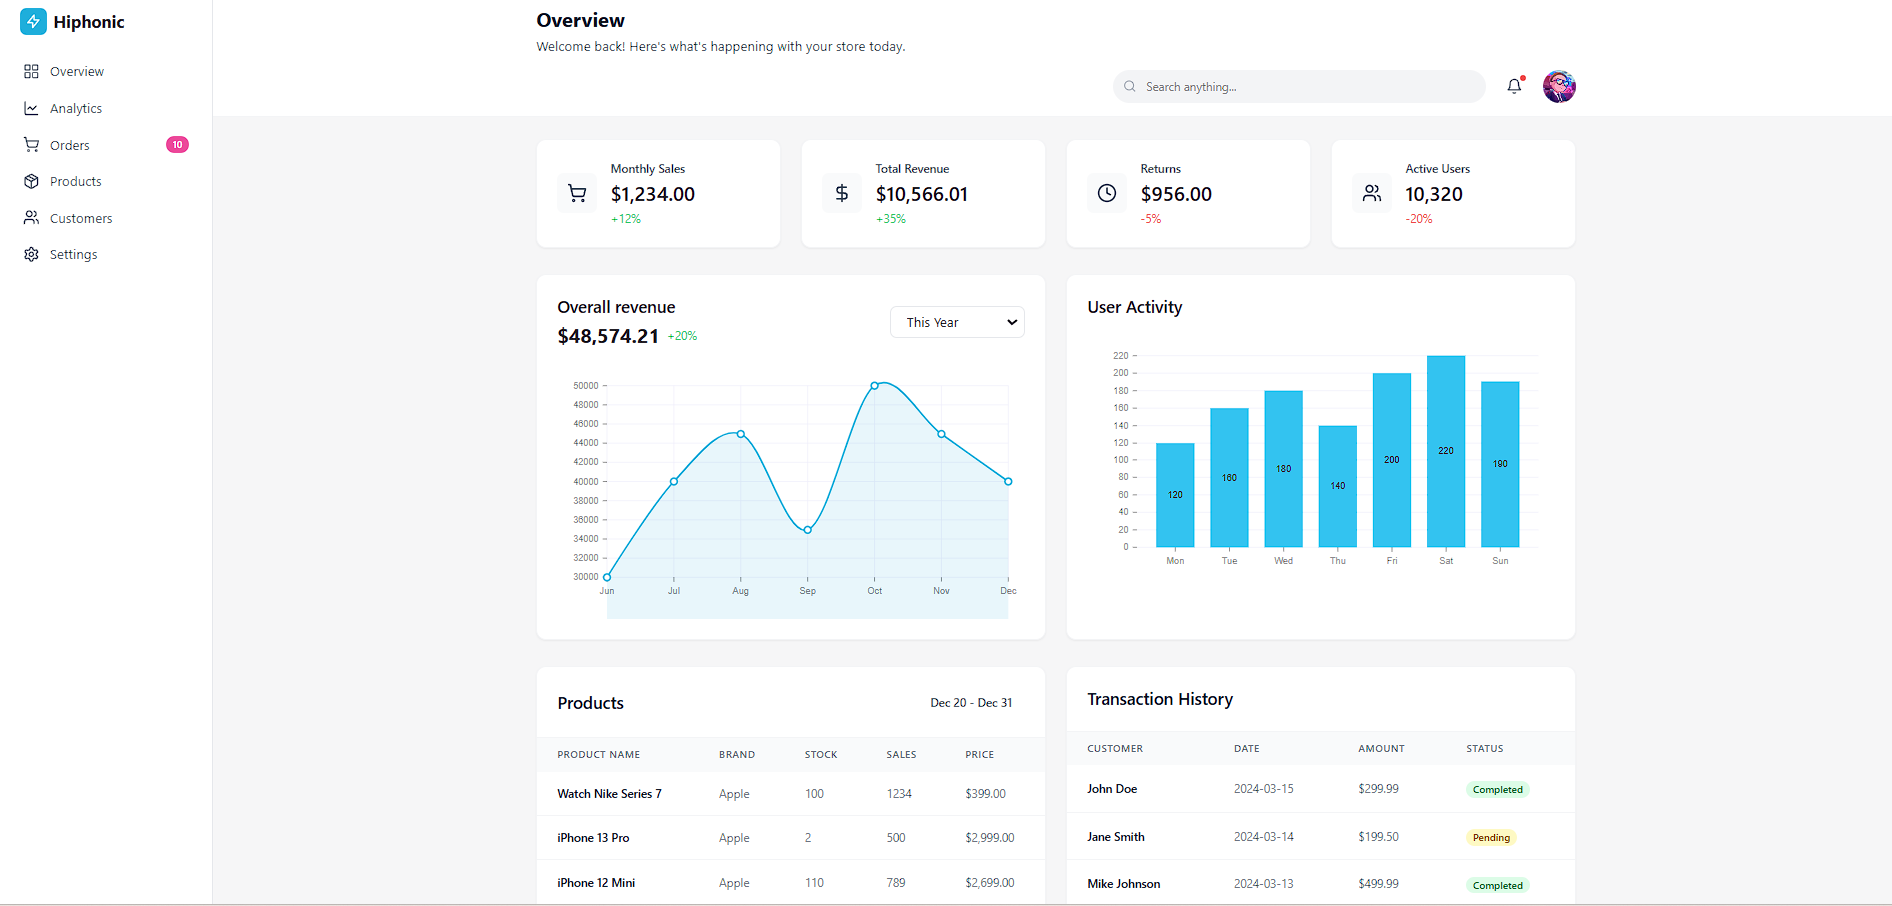 Hiphonic
Overview
Analytics
Orders 10
Products
Customers
Settings
Overview
Welcome back! Here's what's happening with your store today.
Search anything...
Monthly Sales
$1,234.00
+12%
Total Revenue
$10,566.01
+35%
Returns
$956.00
-5%
Active Users
10,320
-20%
Overall revenue
$48,574.21 +20%
This Year
50000
48000
46000
44000
42000
40000
38000
36000
34000
32000
30000
Jun Jul Aug Sep Oct Nov Dec
User Activity
220
200
180
160
140
120
100
80
60
40
20
0
120 160 180 140 200 220 190
Mon Tue Wed Thu Fri Sat Sun
Products Dec 20 - Dec 31
PRODUCT NAME BRAND STOCK SALES PRICE
Watch Nike Series 7 Apple 100 1234 $399.00
iPhone 13 Pro Apple 2 500 $2,999.00
iPhone 12 Mini Apple 110 789 $2,699.00
Transaction History
CUSTOMER DATE AMOUNT STATUS
John Doe 2024-03-15 $299.99 Completed
Jane Smith 2024-03-14 $199.50 Pending
Mike Johnson 2024-03-13 $499.99 Completed